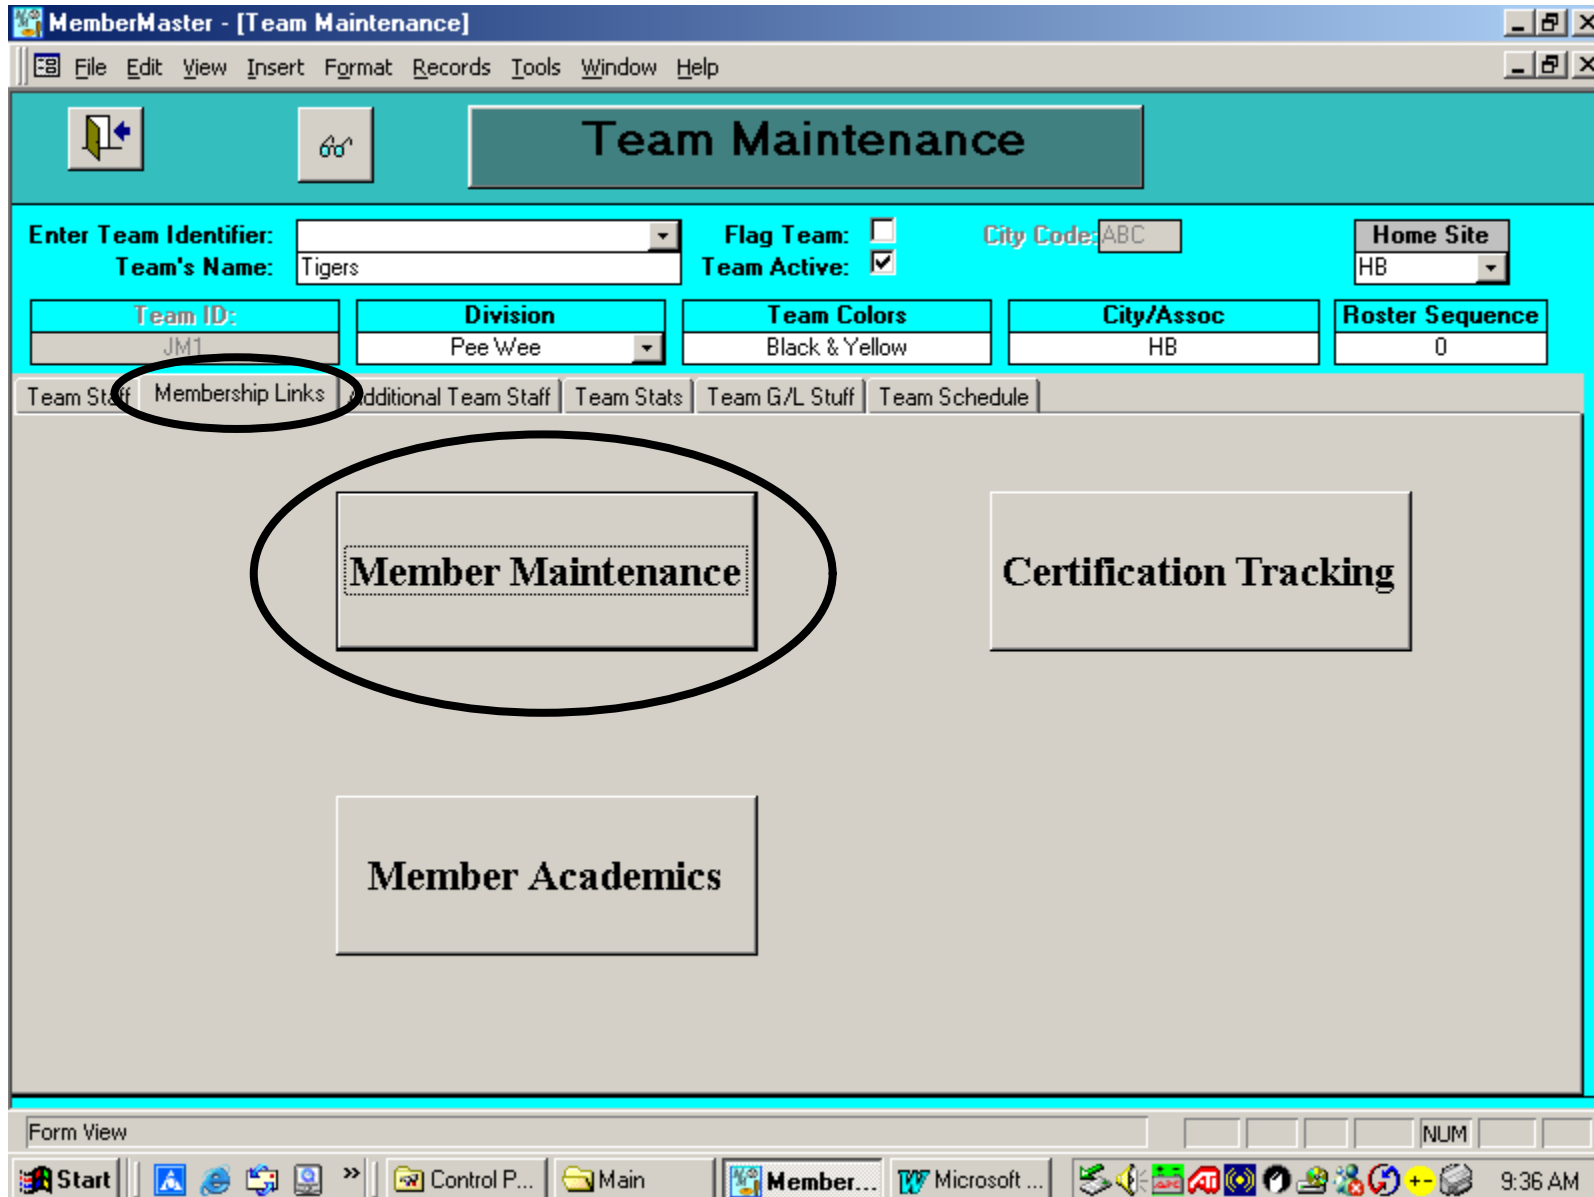 MemberMaster - [Team Maintenance]
File Edit View Insert Format Records Tools Window Help
Team Maintenance
Enter Team Identifier: Flag Team: City Code: ABC Home Site
Team's Name: Tigers Team Active: HB
Team ID: Division Team Colors City/Assoc Roster Sequence
JM1 Pee Wee Black & Yellow HB 0
Team Staff Membership Links Additional Team Staff Team Stats Team G/L Stuff Team Schedule
Member Maintenance Certification Tracking
Member Academics
Form View NUM
Start » Control P... Main Member... Microsoft ... 9:36 AM